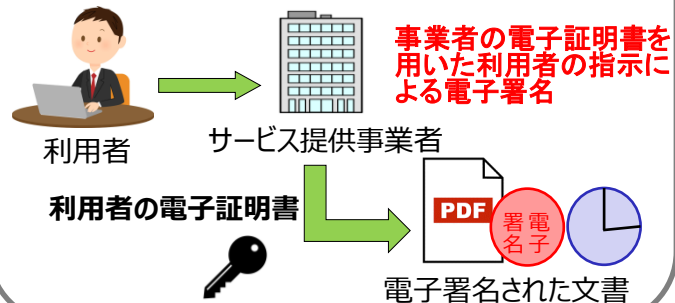 事業者の電子証明書を
用いた利用者の指示に
よる電子署名
利用者
サービス提供事業者
利用者の電子証明書
PDF
電子
署名
電子署名された文書